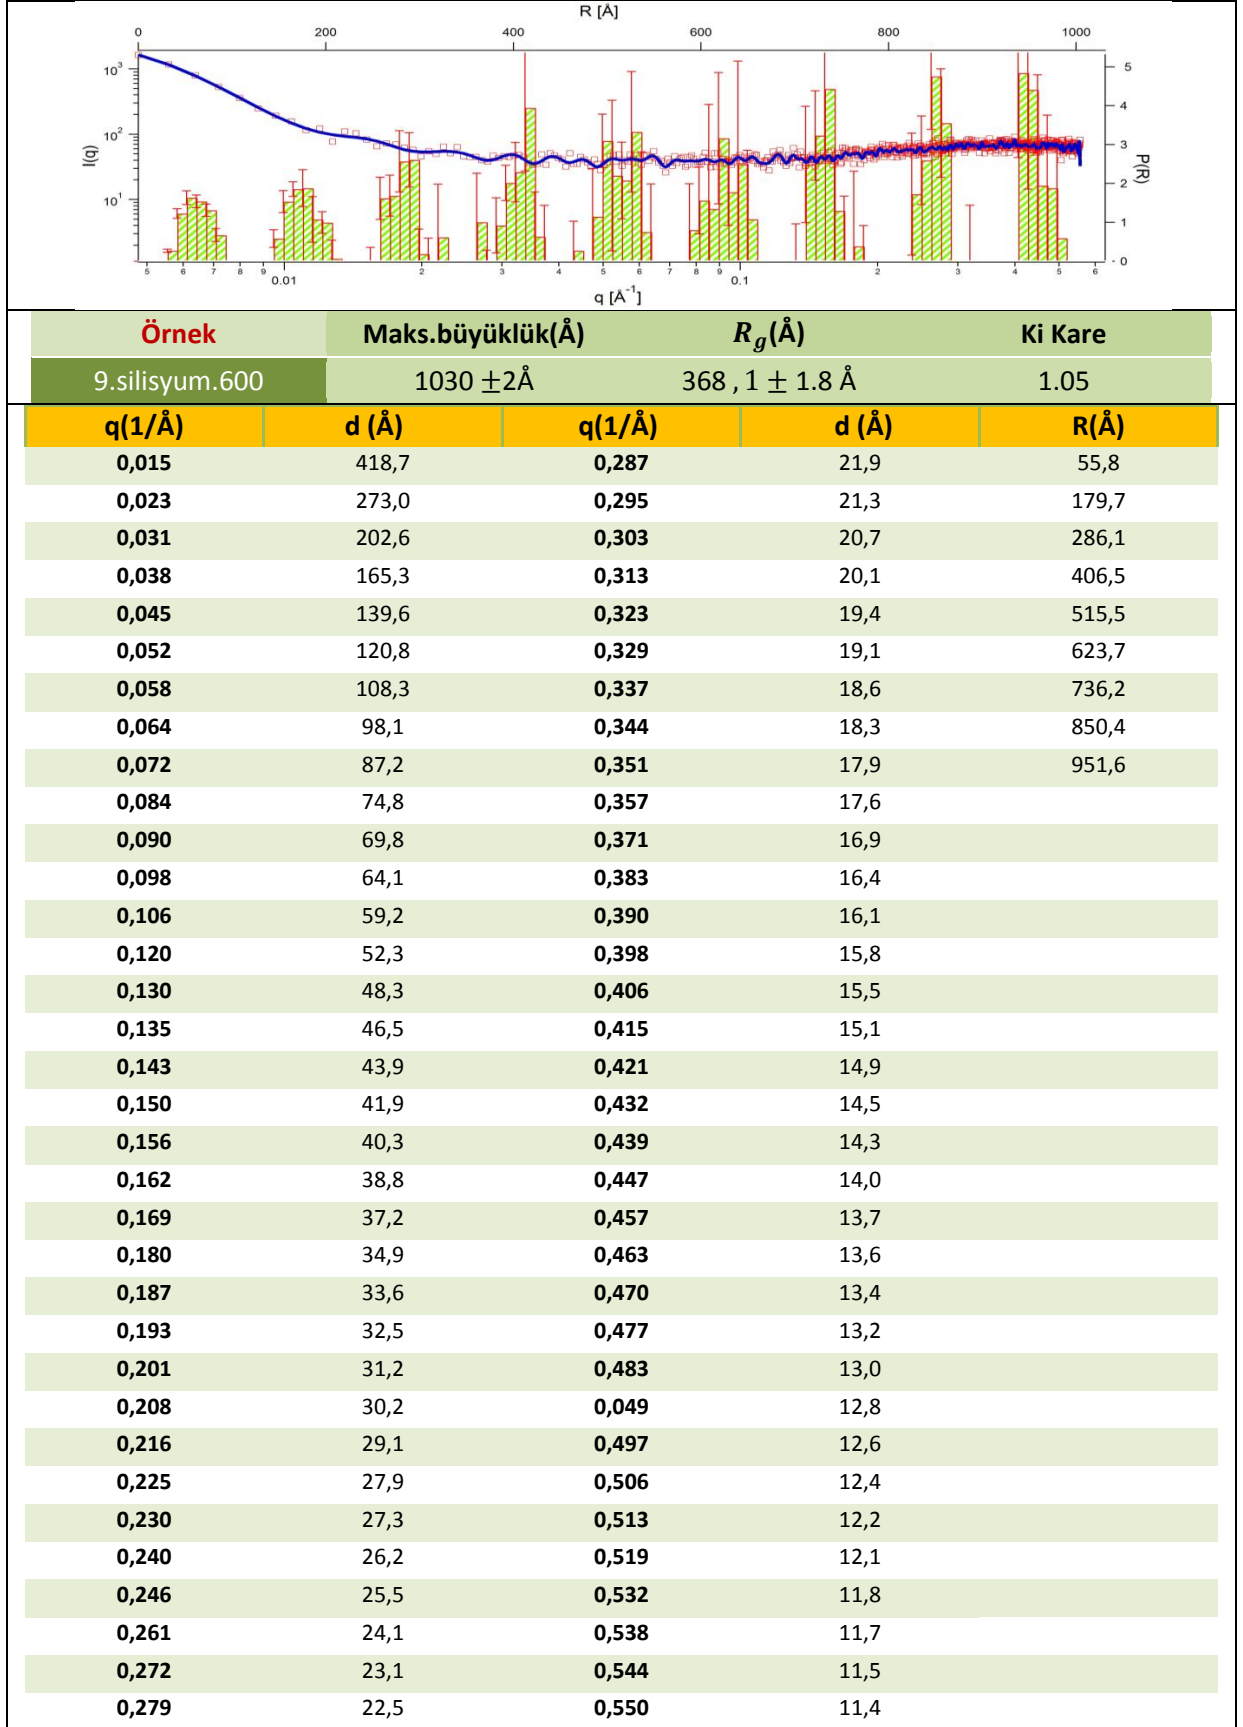 R [Å]
0 200 400 600 800 1000
10³ 10² 10¹
I(q)
5 4 3 2 1 0
P(R)
5 6 7 8 9 0.01 2 3 4 5 6 7 8 9 0.1 2 3 4 5 6
q [Å⁻¹]
Örnek Maks.büyüklük(Å) R_g(Å) Ki Kare
9.silisyum.600 1030 ±2Å 368 , 1 ± 1.8 Å 1.05
q(1/Å) d (Å) q(1/Å) d (Å) R(Å)
0,015 418,7 0,287 21,9 55,8
0,023 273,0 0,295 21,3 179,7
0,031 202,6 0,303 20,7 286,1
0,038 165,3 0,313 20,1 406,5
0,045 139,6 0,323 19,4 515,5
0,052 120,8 0,329 19,1 623,7
0,058 108,3 0,337 18,6 736,2
0,064 98,1 0,344 18,3 850,4
0,072 87,2 0,351 17,9 951,6
0,084 74,8 0,357 17,6
0,090 69,8 0,371 16,9
0,098 64,1 0,383 16,4
0,106 59,2 0,390 16,1
0,120 52,3 0,398 15,8
0,130 48,3 0,406 15,5
0,135 46,5 0,415 15,1
0,143 43,9 0,421 14,9
0,150 41,9 0,432 14,5
0,156 40,3 0,439 14,3
0,162 38,8 0,447 14,0
0,169 37,2 0,457 13,7
0,180 34,9 0,463 13,6
0,187 33,6 0,470 13,4
0,193 32,5 0,477 13,2
0,201 31,2 0,483 13,0
0,208 30,2 0,049 12,8
0,216 29,1 0,497 12,6
0,225 27,9 0,506 12,4
0,230 27,3 0,513 12,2
0,240 26,2 0,519 12,1
0,246 25,5 0,532 11,8
0,261 24,1 0,538 11,7
0,272 23,1 0,544 11,5
0,279 22,5 0,550 11,4